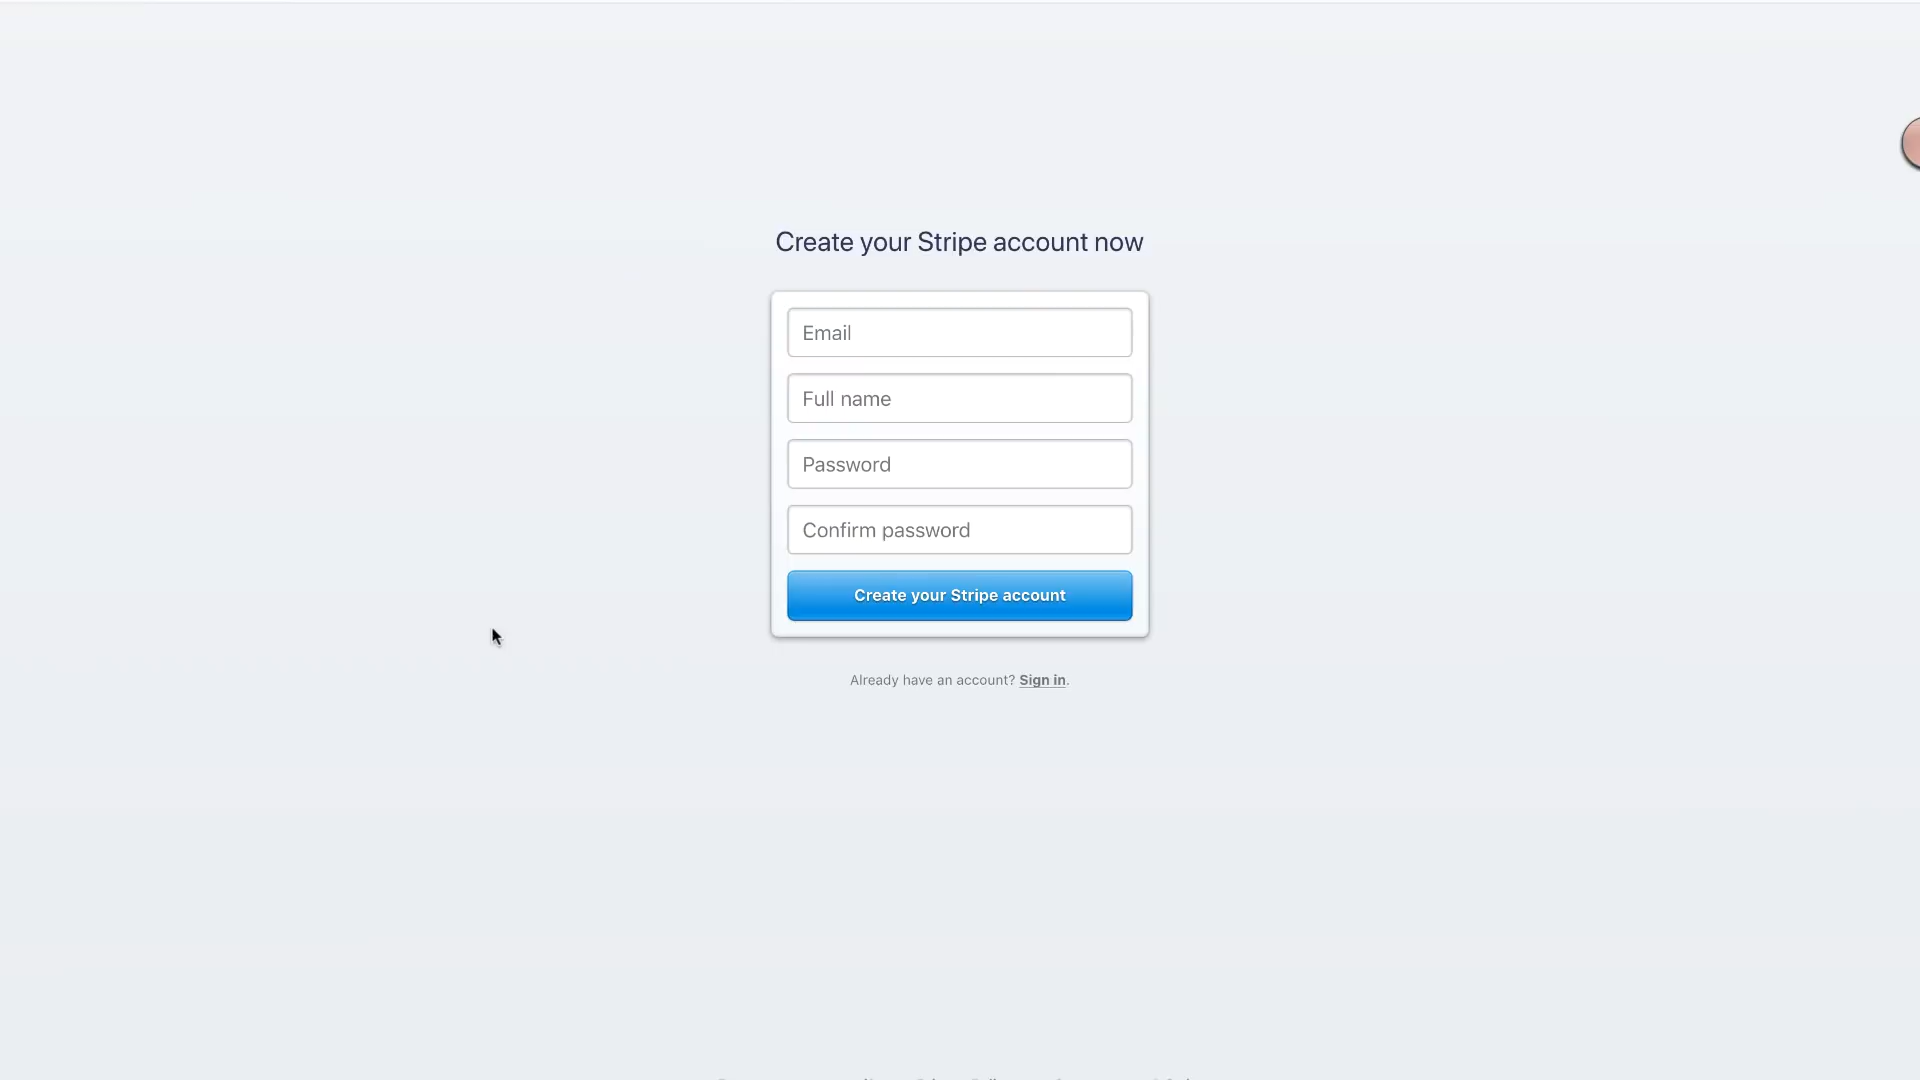 Create your Stripe account now
Email
Full name
Password
Confirm password
Create your Stripe account
Already have an account? Sign in.